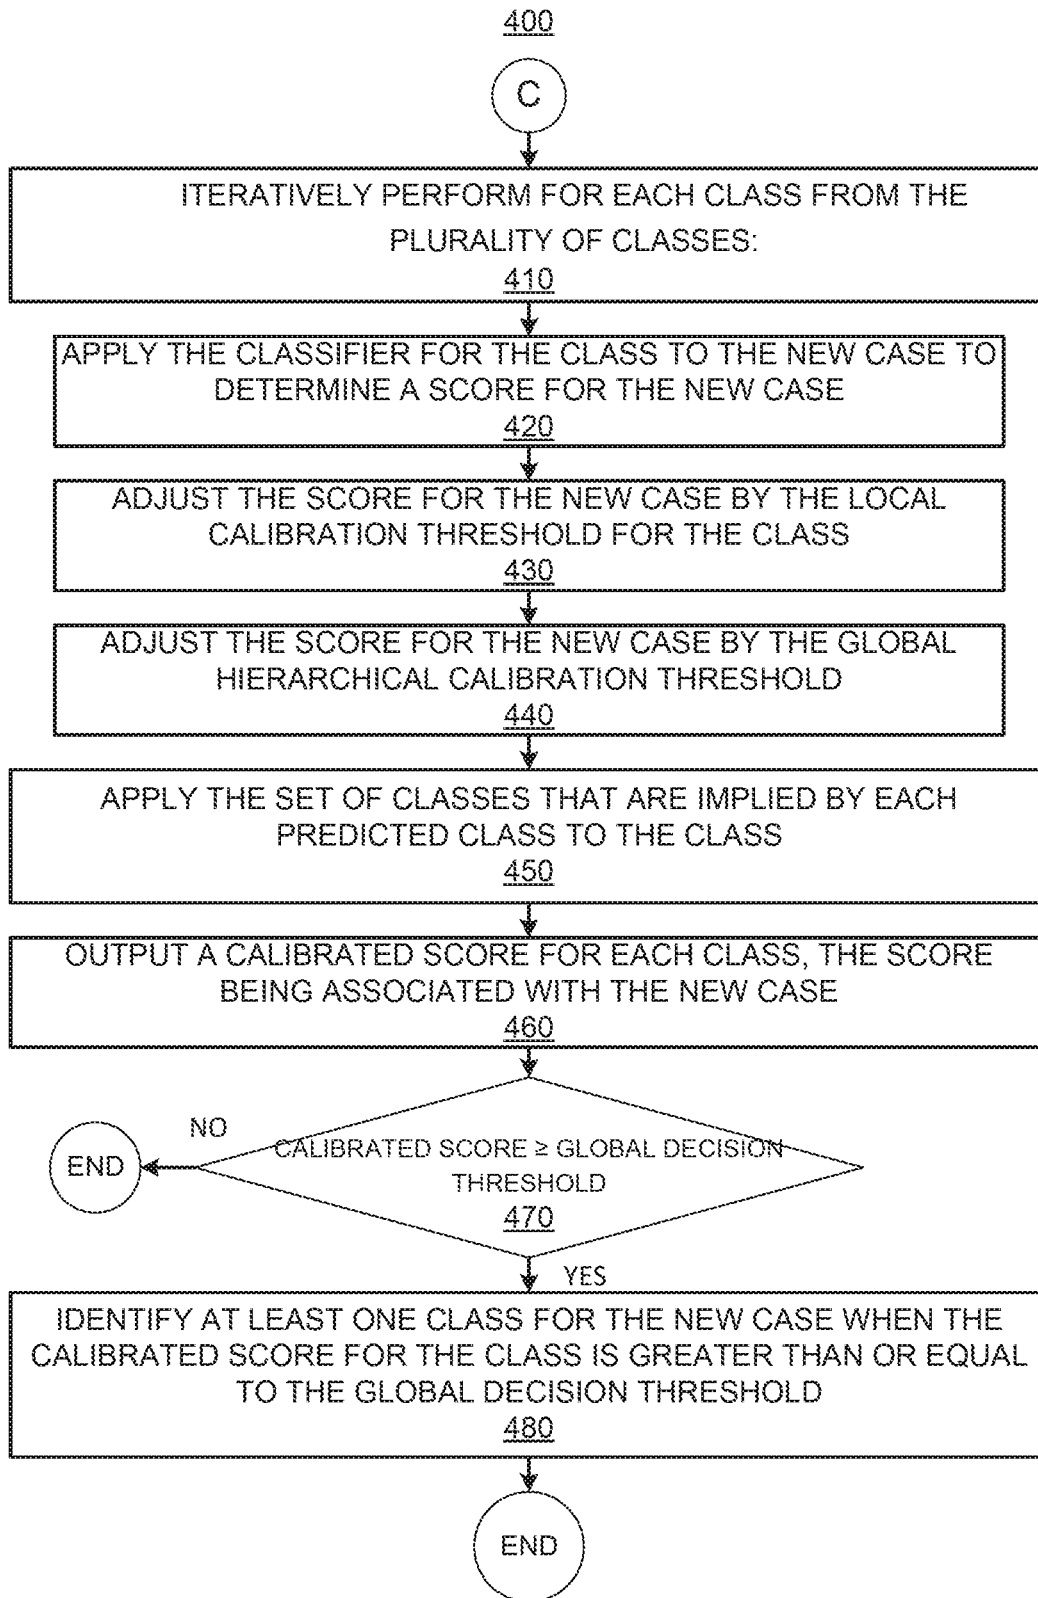 400
C
ITERATIVELY PERFORM FOR EACH CLASS FROM THE
PLURALITY OF CLASSES:
410
APPLY THE CLASSIFIER FOR THE CLASS TO THE NEW CASE TO
DETERMINE A SCORE FOR THE NEW CASE
420
ADJUST THE SCORE FOR THE NEW CASE BY THE LOCAL
CALIBRATION THRESHOLD FOR THE CLASS
430
ADJUST THE SCORE FOR THE NEW CASE BY THE GLOBAL
HIERARCHICAL CALIBRATION THRESHOLD
440
APPLY THE SET OF CLASSES THAT ARE IMPLIED BY EACH
PREDICTED CLASS TO THE CLASS
450
OUTPUT A CALIBRATED SCORE FOR EACH CLASS, THE SCORE
BEING ASSOCIATED WITH THE NEW CASE
460
NO
END
CALIBRATED SCORE ≥ GLOBAL DECISION
THRESHOLD
470
YES
IDENTIFY AT LEAST ONE CLASS FOR THE NEW CASE WHEN THE
CALIBRATED SCORE FOR THE CLASS IS GREATER THAN OR EQUAL
TO THE GLOBAL DECISION THRESHOLD
480
END